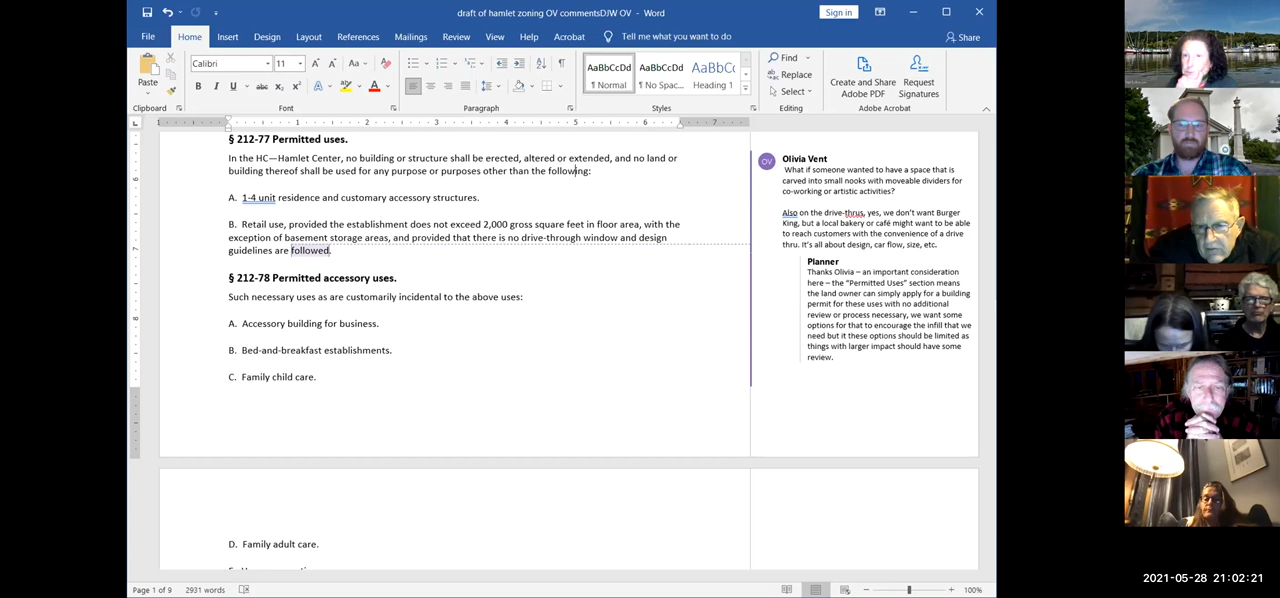 draft of hamlet zoning OV commentsDJW OV - Word
Sign in
File Home Insert Design Layout References Mailings Review View Help Acrobat Tell me what you want to do Share
Paste
Calibri 11
AaBbCcDd AaBbCcDd AaBbC
¶ Normal ¶ No Spac... Heading 1
Find
Replace
Select
Create and Share Adobe PDF
Request Signatures
Clipboard Font Paragraph Styles Editing Adobe Acrobat
§ 212-77 Permitted uses.
In the HC—Hamlet Center, no building or structure shall be erected, altered or extended, and no land or
building thereof shall be used for any purpose or purposes other than the following:
A. 1-4 unit residence and customary accessory structures.
B. Retail use, provided the establishment does not exceed 2,000 gross square feet in floor area, with the
exception of basement storage areas, and provided that there is no drive-through window and design
guidelines are followed.
§ 212-78 Permitted accessory uses.
Such necessary uses as are customarily incidental to the above uses:
A. Accessory building for business.
B. Bed-and-breakfast establishments.
C. Family child care.
D. Family adult care.
OV Olivia Vent
What if someone wanted to have a space that is
carved into small nooks with moveable dividers for
co-working or artistic activities?
Also on the drive-thrus, yes, we don't want Burger
King, but a local bakery or café might want to be able
to reach customers with the convenience of a drive
thru. It's all about design, car flow, size, etc.
Planner
Thanks Olivia – an important consideration
here – the "Permitted Uses" section means
the land owner can simply apply for a building
permit for these uses with no additional
review or process necessary, we want some
options for that to encourage the infill that we
need but it these options should be limited as
things with larger impact should have some
review.
Page 1 of 9 2931 words
100%
2021-05-28 21:02:21